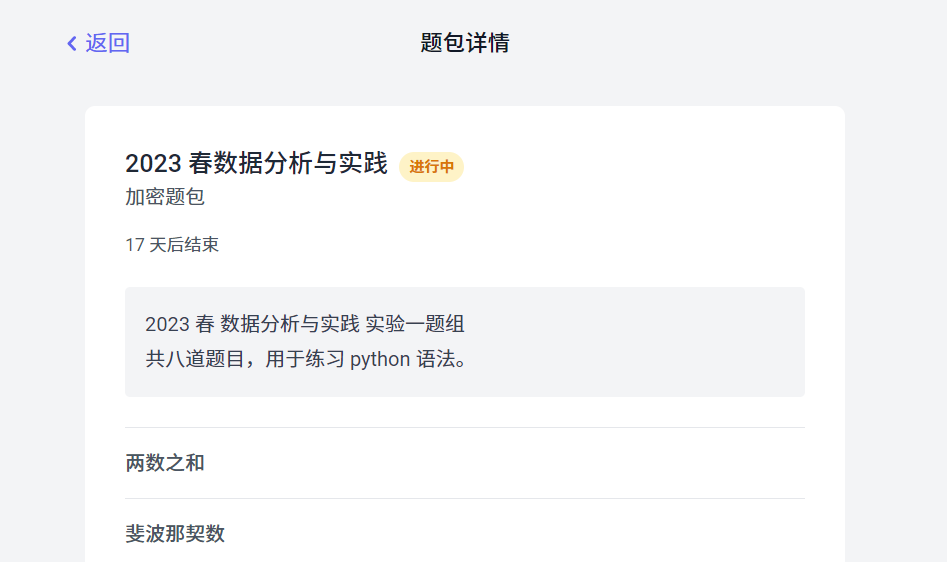 返回
题包详情
2023 春数据分析与实践 进行中
加密题包
17 天后结束
2023 春 数据分析与实践 实验一题组
共八道题目，用于练习 python 语法。
两数之和
斐波那契数